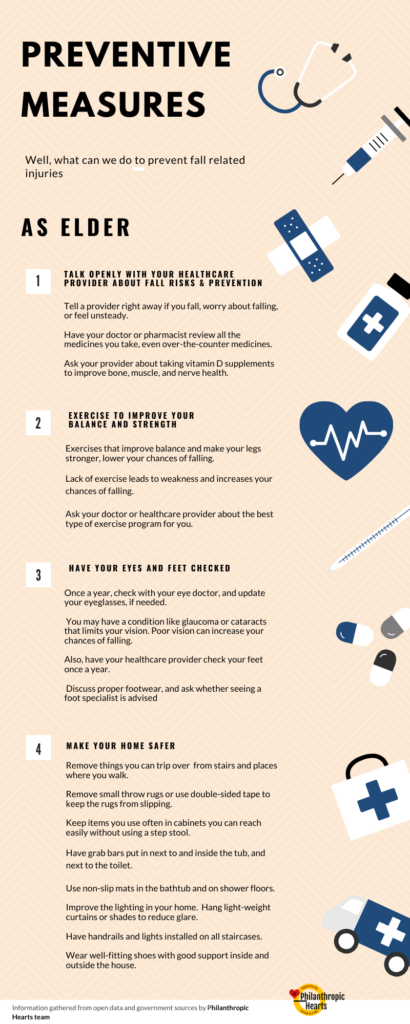 PREVENTIVE
MEASURES
Well, what can we do to prevent fall related
injuries
AS ELDER
1
TALK OPENLY WITH YOUR HEALTHCARE
PROVIDER ABOUT FALL RISKS & PREVENTION
Tell a provider right away if you fall, worry about falling,
or feel unsteady.
Have your doctor or pharmacist review all the
medicines you take, even over-the-counter medicines.
Ask your provider about taking vitamin D supplements
to improve bone, muscle, and nerve health.
2
EXERCISE TO IMPROVE YOUR
BALANCE AND STRENGTH
Exercises that improve balance and make your legs
stronger, lower your chances of falling.
Lack of exercise leads to weakness and increases your
chances of falling.
Ask your doctor or healthcare provider about the best
type of exercise program for you.
3
HAVE YOUR EYES AND FEET CHECKED
Once a year, check with your eye doctor, and update
your eyeglasses, if needed.
You may have a condition like glaucoma or cataracts
that limits your vision. Poor vision can increase your
chances of falling.
Also, have your healthcare provider check your feet
once a year.
Discuss proper footwear, and ask whether seeing a
foot specialist is advised
4
MAKE YOUR HOME SAFER
Remove things you can trip over from stairs and places
where you walk.
Remove small throw rugs or use double-sided tape to
keep the rugs from slipping.
Keep items you use often in cabinets you can reach
easily without using a step stool.
Have grab bars put in next to and inside the tub, and
next to the toilet.
Use non-slip mats in the bathtub and on shower floors.
Improve the lighting in your home. Hang light-weight
curtains or shades to reduce glare.
Have handrails and lights installed on all staircases.
Wear well-fitting shoes with good support inside and
outside the house.
Information gathered from open data and government sources by Philanthropic
Hearts team
Philanthropic
Hearts